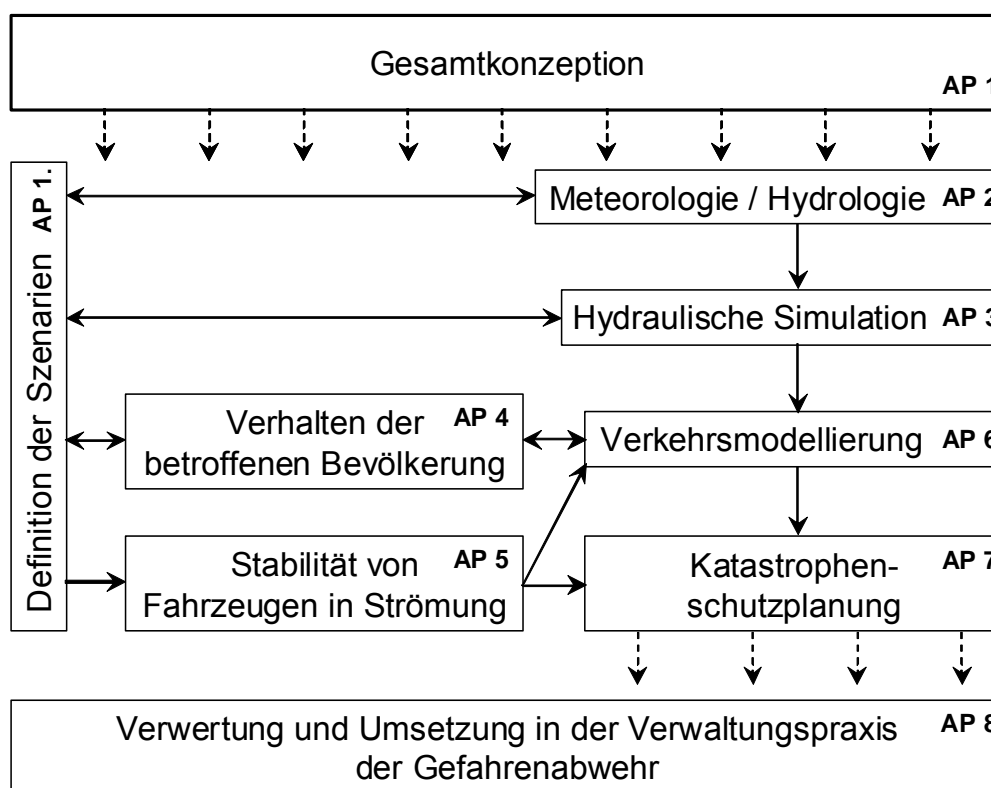 Gesamtkonzeption
AP 1
Definition der Szenarien AP 1.
Meteorologie / Hydrologie AP 2
Hydraulische Simulation AP 3
Verhalten der AP 4
betroffenen Bevölkerung
Verkehrsmodellierung AP 6
Stabilität von AP 5
Fahrzeugen in Strömung
Katastrophen- AP 7
schutzplanung
Verwertung und Umsetzung in der Verwaltungspraxis AP 8
der Gefahrenabwehr